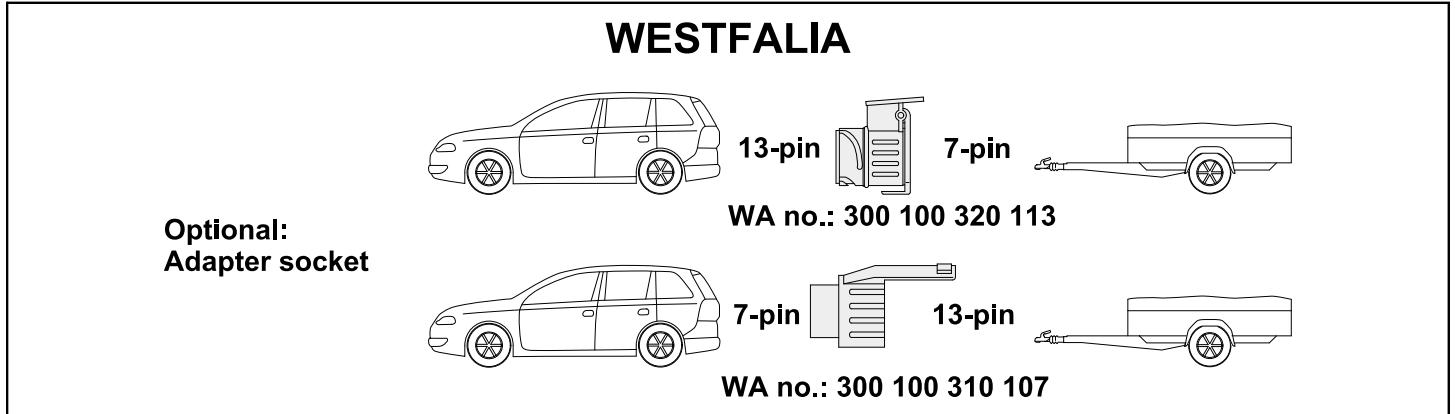 WESTFALIA
13-pin 7-pin
WA no.: 300 100 320 113
Optional:
Adapter socket
7-pin 13-pin
WA no.: 300 100 310 107